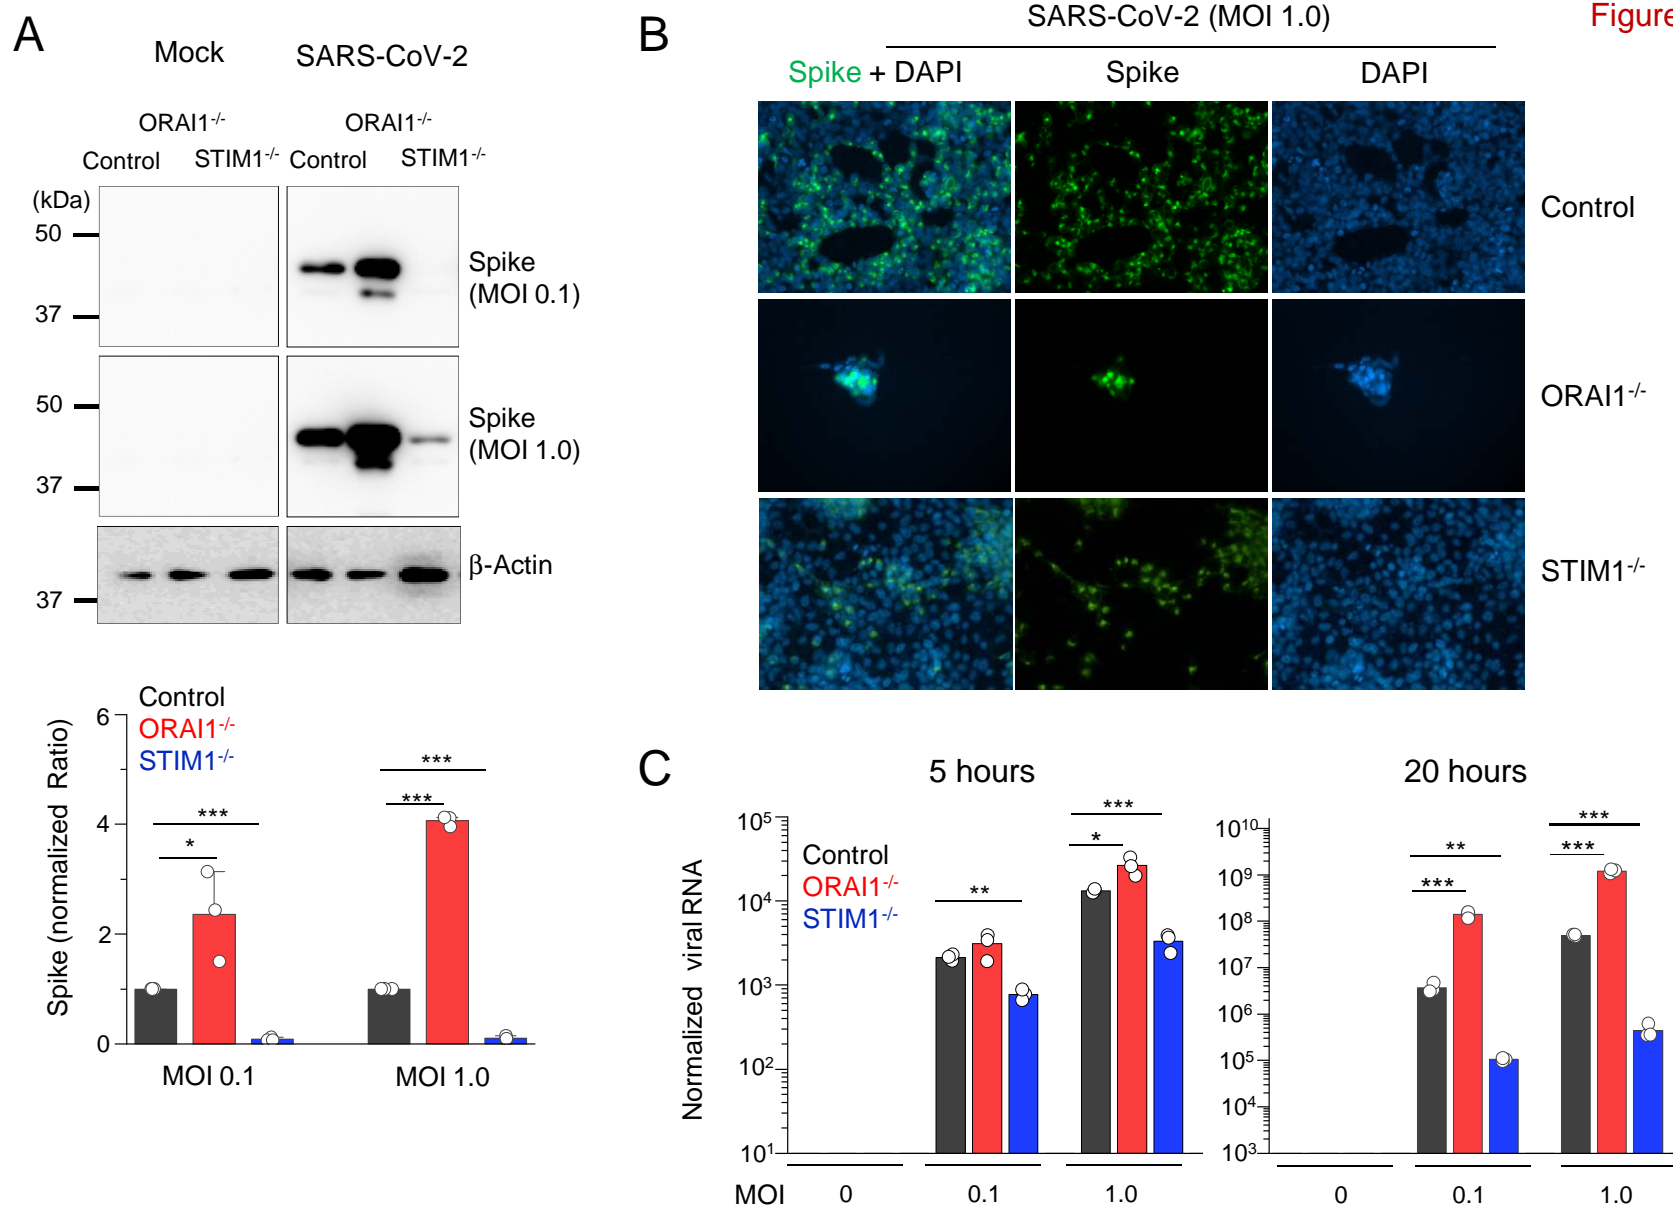 A
Mock
SARS-CoV-2
ORAI1-/-
ORAI1-/-
Control
STIM1-/-
Control
STIM1-/-
(kDa)
50
37
Spike
(MOI 0.1)
50
37
Spike
(MOI 1.0)
37
β-Actin
Spike (normalized Ratio)
6
4
2
0
Control
ORAI1-/-
STIM1-/-
***
*
***
***
MOI 0.1
MOI 1.0
B
SARS-CoV-2 (MOI 1.0)
Figure
Spike + DAPI
Spike
DAPI
Control
ORAI1-/-
STIM1-/-
C
5 hours
20 hours
Normalized viral RNA
10^5
10^4
10^3
10^2
10^1
Control
ORAI1-/-
STIM1-/-
**
***
*
MOI
0
0.1
1.0
10^10
10^9
10^8
10^7
10^6
10^5
10^4
10^3
**
***
***
***
0
0.1
1.0